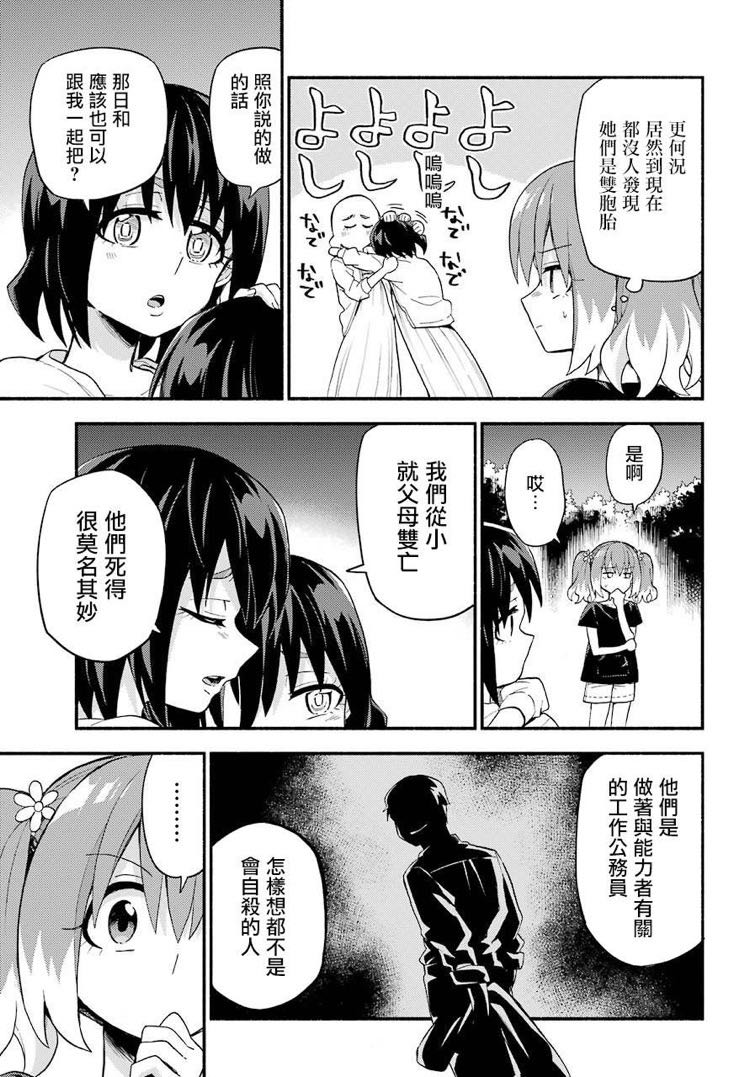 更何況
居然到現在
都沒人發現
她們是雙胞胎
よしよし
よしよし
嗚嗚嗚
なで
なで
なで
なで
照你説的做
的話
那日和
應該也可以
跟我一起把？
是啊
哎…
我們從小
就父母雙亡
他們死得
很莫名其妙
他們是
做著與能力者有關
的工作公務員
怎樣想都不是
會自殺的人
………